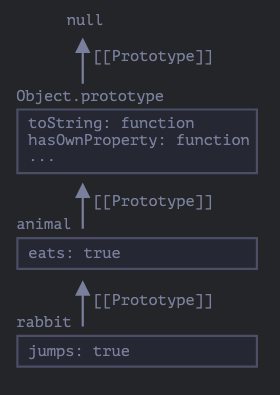 null
[[Prototype]]
Object.prototype
toString: function
hasOwnProperty: function
...
[[Prototype]]
animal
eats: true
[[Prototype]]
rabbit
jumps: true